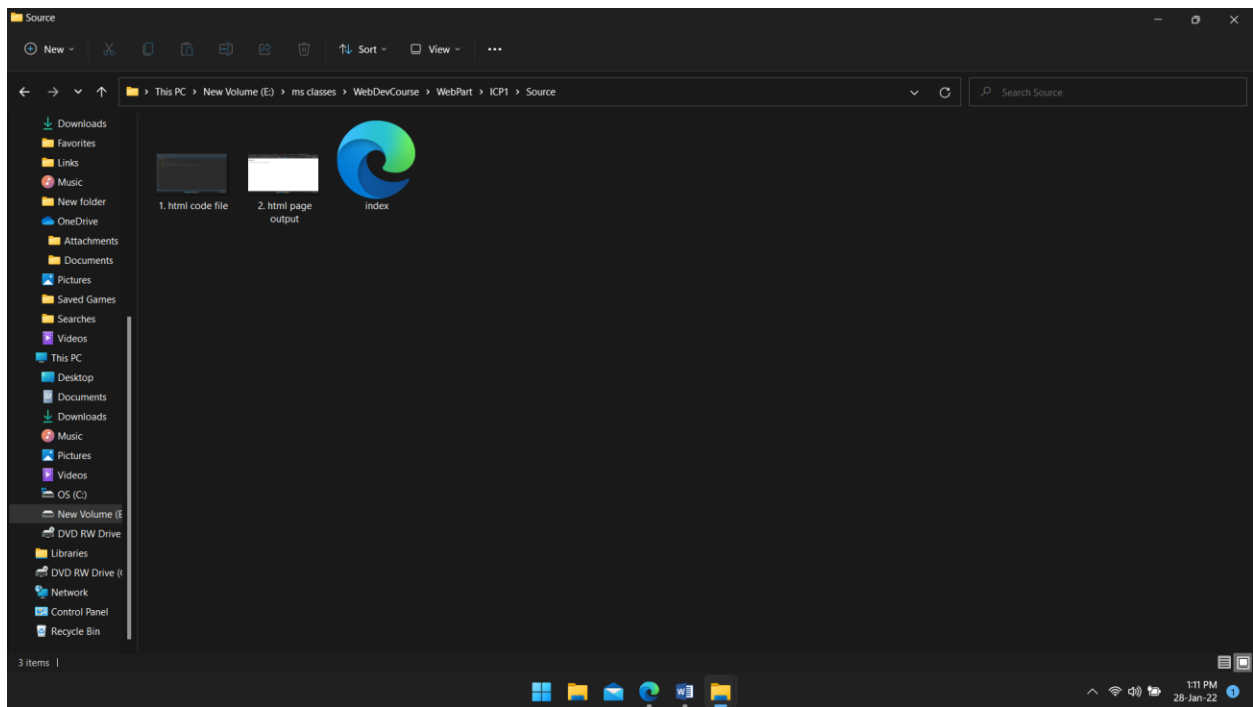 Source
New
Sort
View
This PC > New Volume (E:) > ms classes > WebDevCourse > WebPart > ICP1 > Source
Search Source
Downloads
Favorites
Links
Music
New folder
OneDrive
Attachments
Documents
Pictures
Saved Games
Searches
Videos
This PC
Desktop
Documents
Downloads
Music
Pictures
Videos
OS (C:)
New Volume (E
DVD RW Drive
Libraries
DVD RW Drive (
Network
Control Panel
Recycle Bin
1. html code file
2. html page
output
index
3 items
1:11 PM
28-Jan-22
1